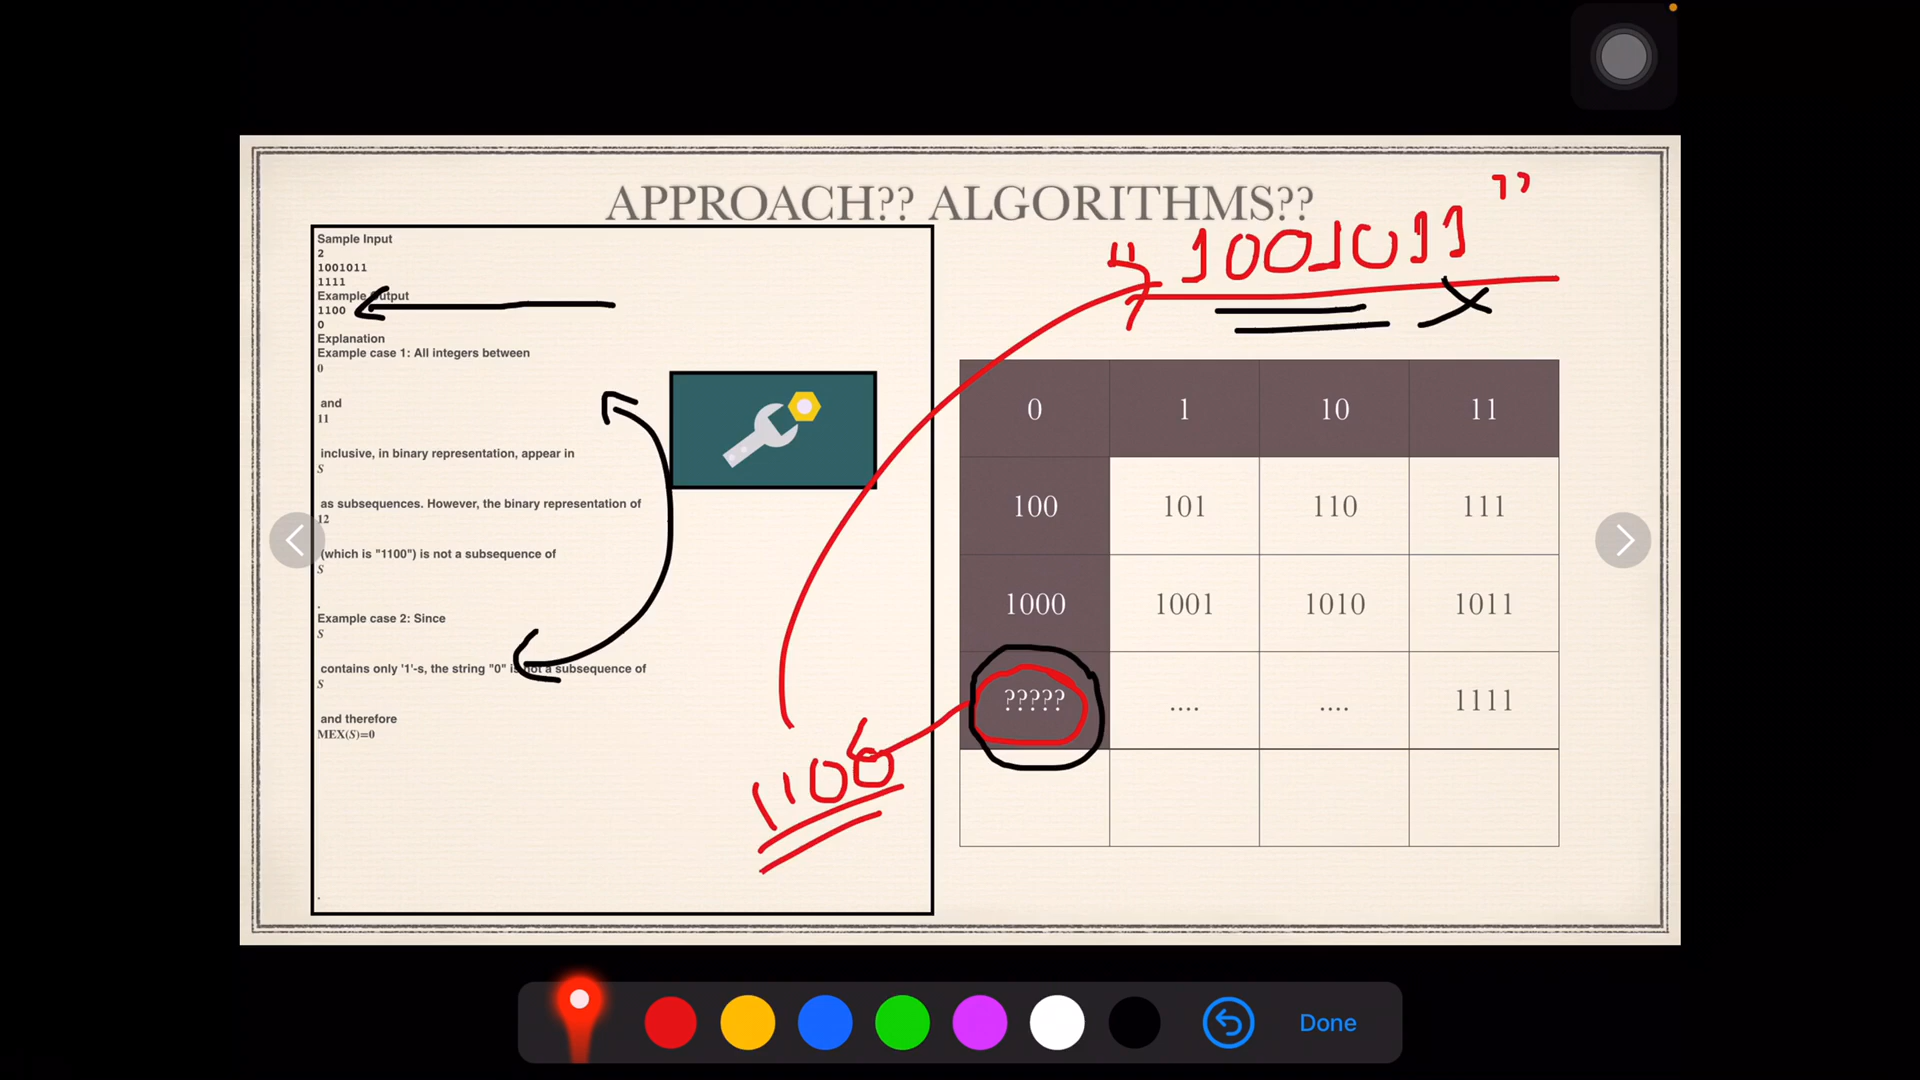 APPROACH?? ALGORITHMS??
Sample Input
2
1001011
1111
Example Output
1100
0
Explanation
Example case 1: All integers between
0
and
11
inclusive, in binary representation, appear in
S
as subsequences. However, the binary representation of
12
(which is "1100") is not a subsequence of
S
.
Example case 2: Since
S
contains only '1'-s, the string "0" is not a subsequence of
S
and therefore
MEX(S)=0
.
"1001011"
0 1 10 11
100 101 110 111
1000 1001 1010 1011
????? .... .... 1111
1100
Done